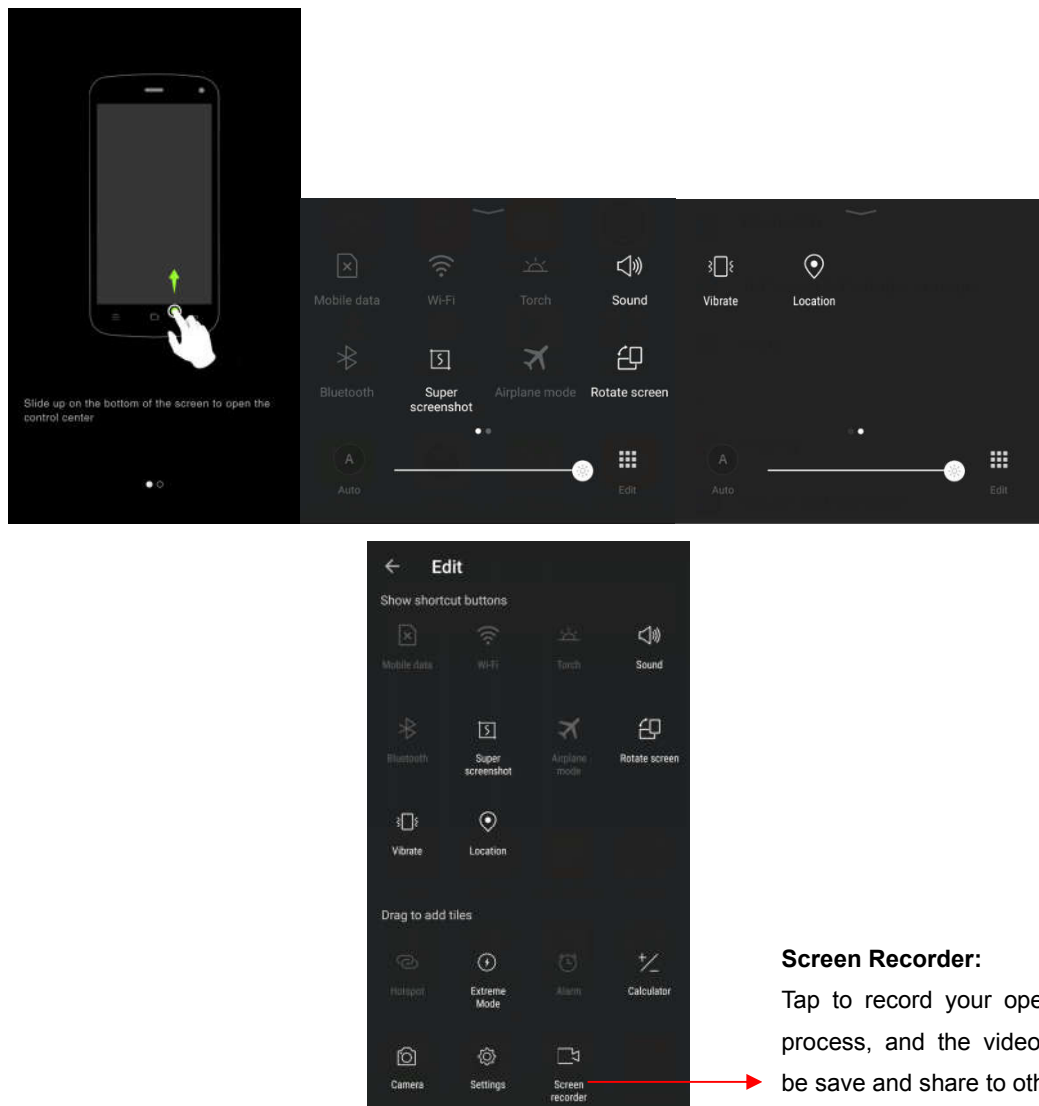 Slide up on the bottom of the screen to open the
control center
Mobile data
Wi-Fi
Torch
Sound
Bluetooth
Super
screenshot
Airplane mode
Rotate screen
A
Auto
Edit
Vibrate
Location
A
Auto
Edit
Edit
Show shortcut buttons
Mobile data
Wi-Fi
Torch
Sound
Bluetooth
Super
screenshot
Airplane
mode
Rotate screen
Vibrate
Location
Drag to add tiles
Hotspot
Extreme
Mode
Alarm
Calculator
Camera
Settings
Screen
recorder
Screen Recorder:
Tap to record your ope
process, and the video
be save and share to oth